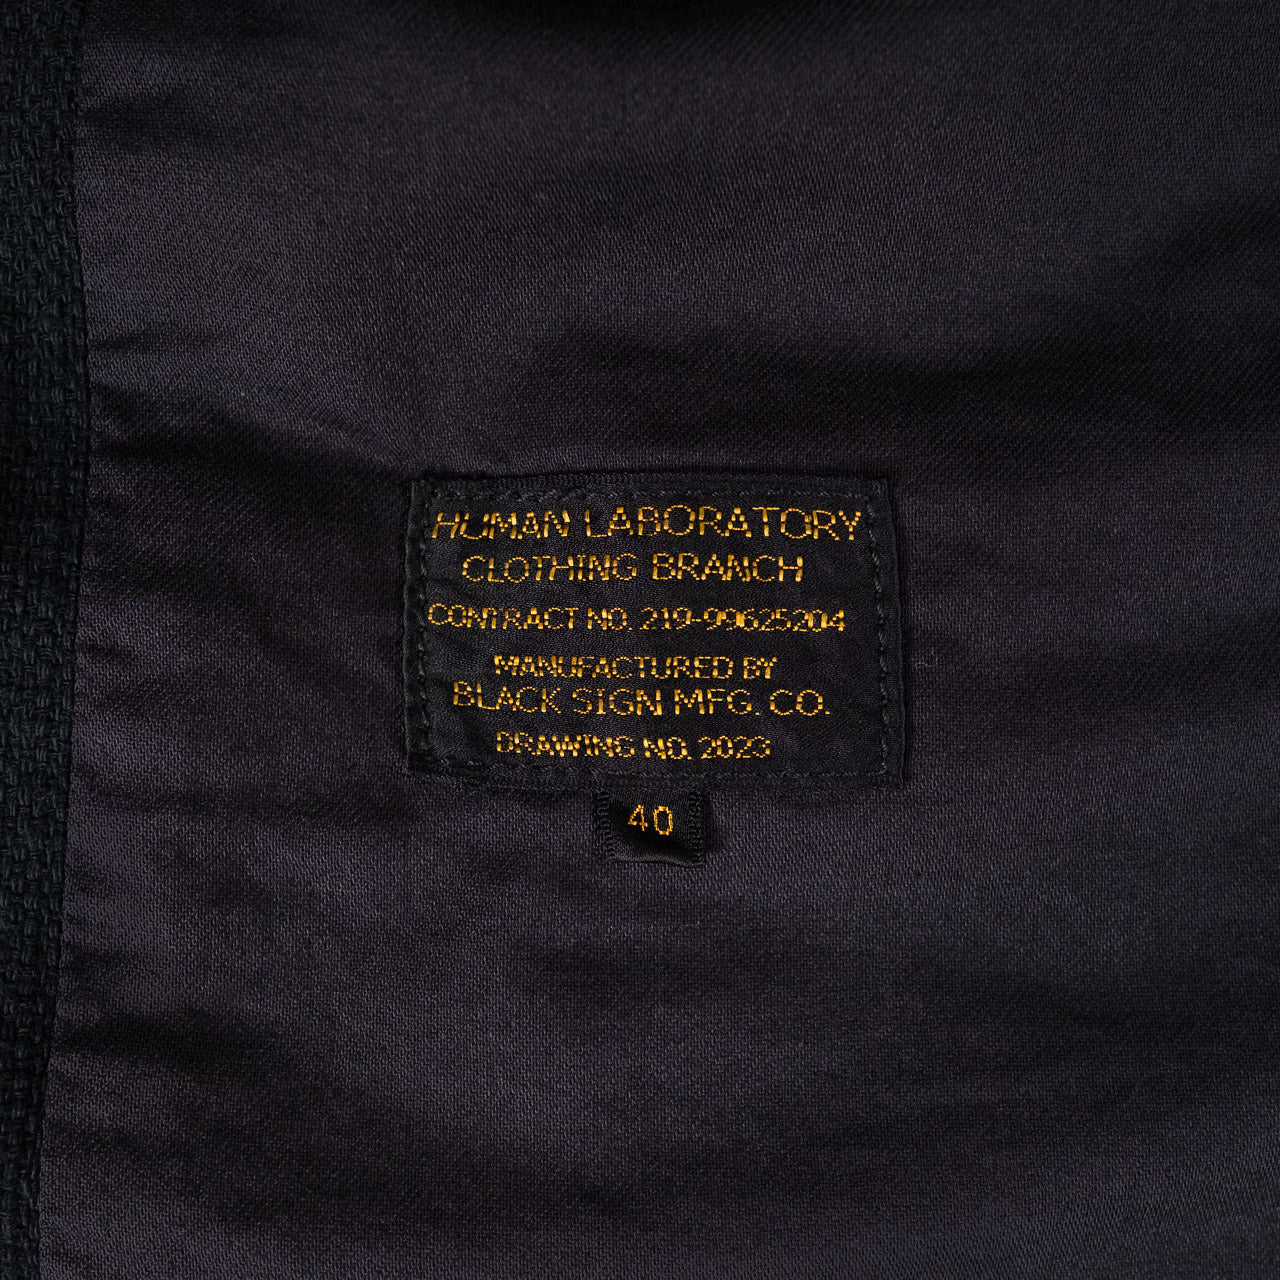 HUMAN LABORATORY
CLOTHING BRANCH
CONTRACT NO. 219-99625204
MANUFACTURED BY
BLACK SIGN MFG. CO.
DRAWING NO. 2023
40